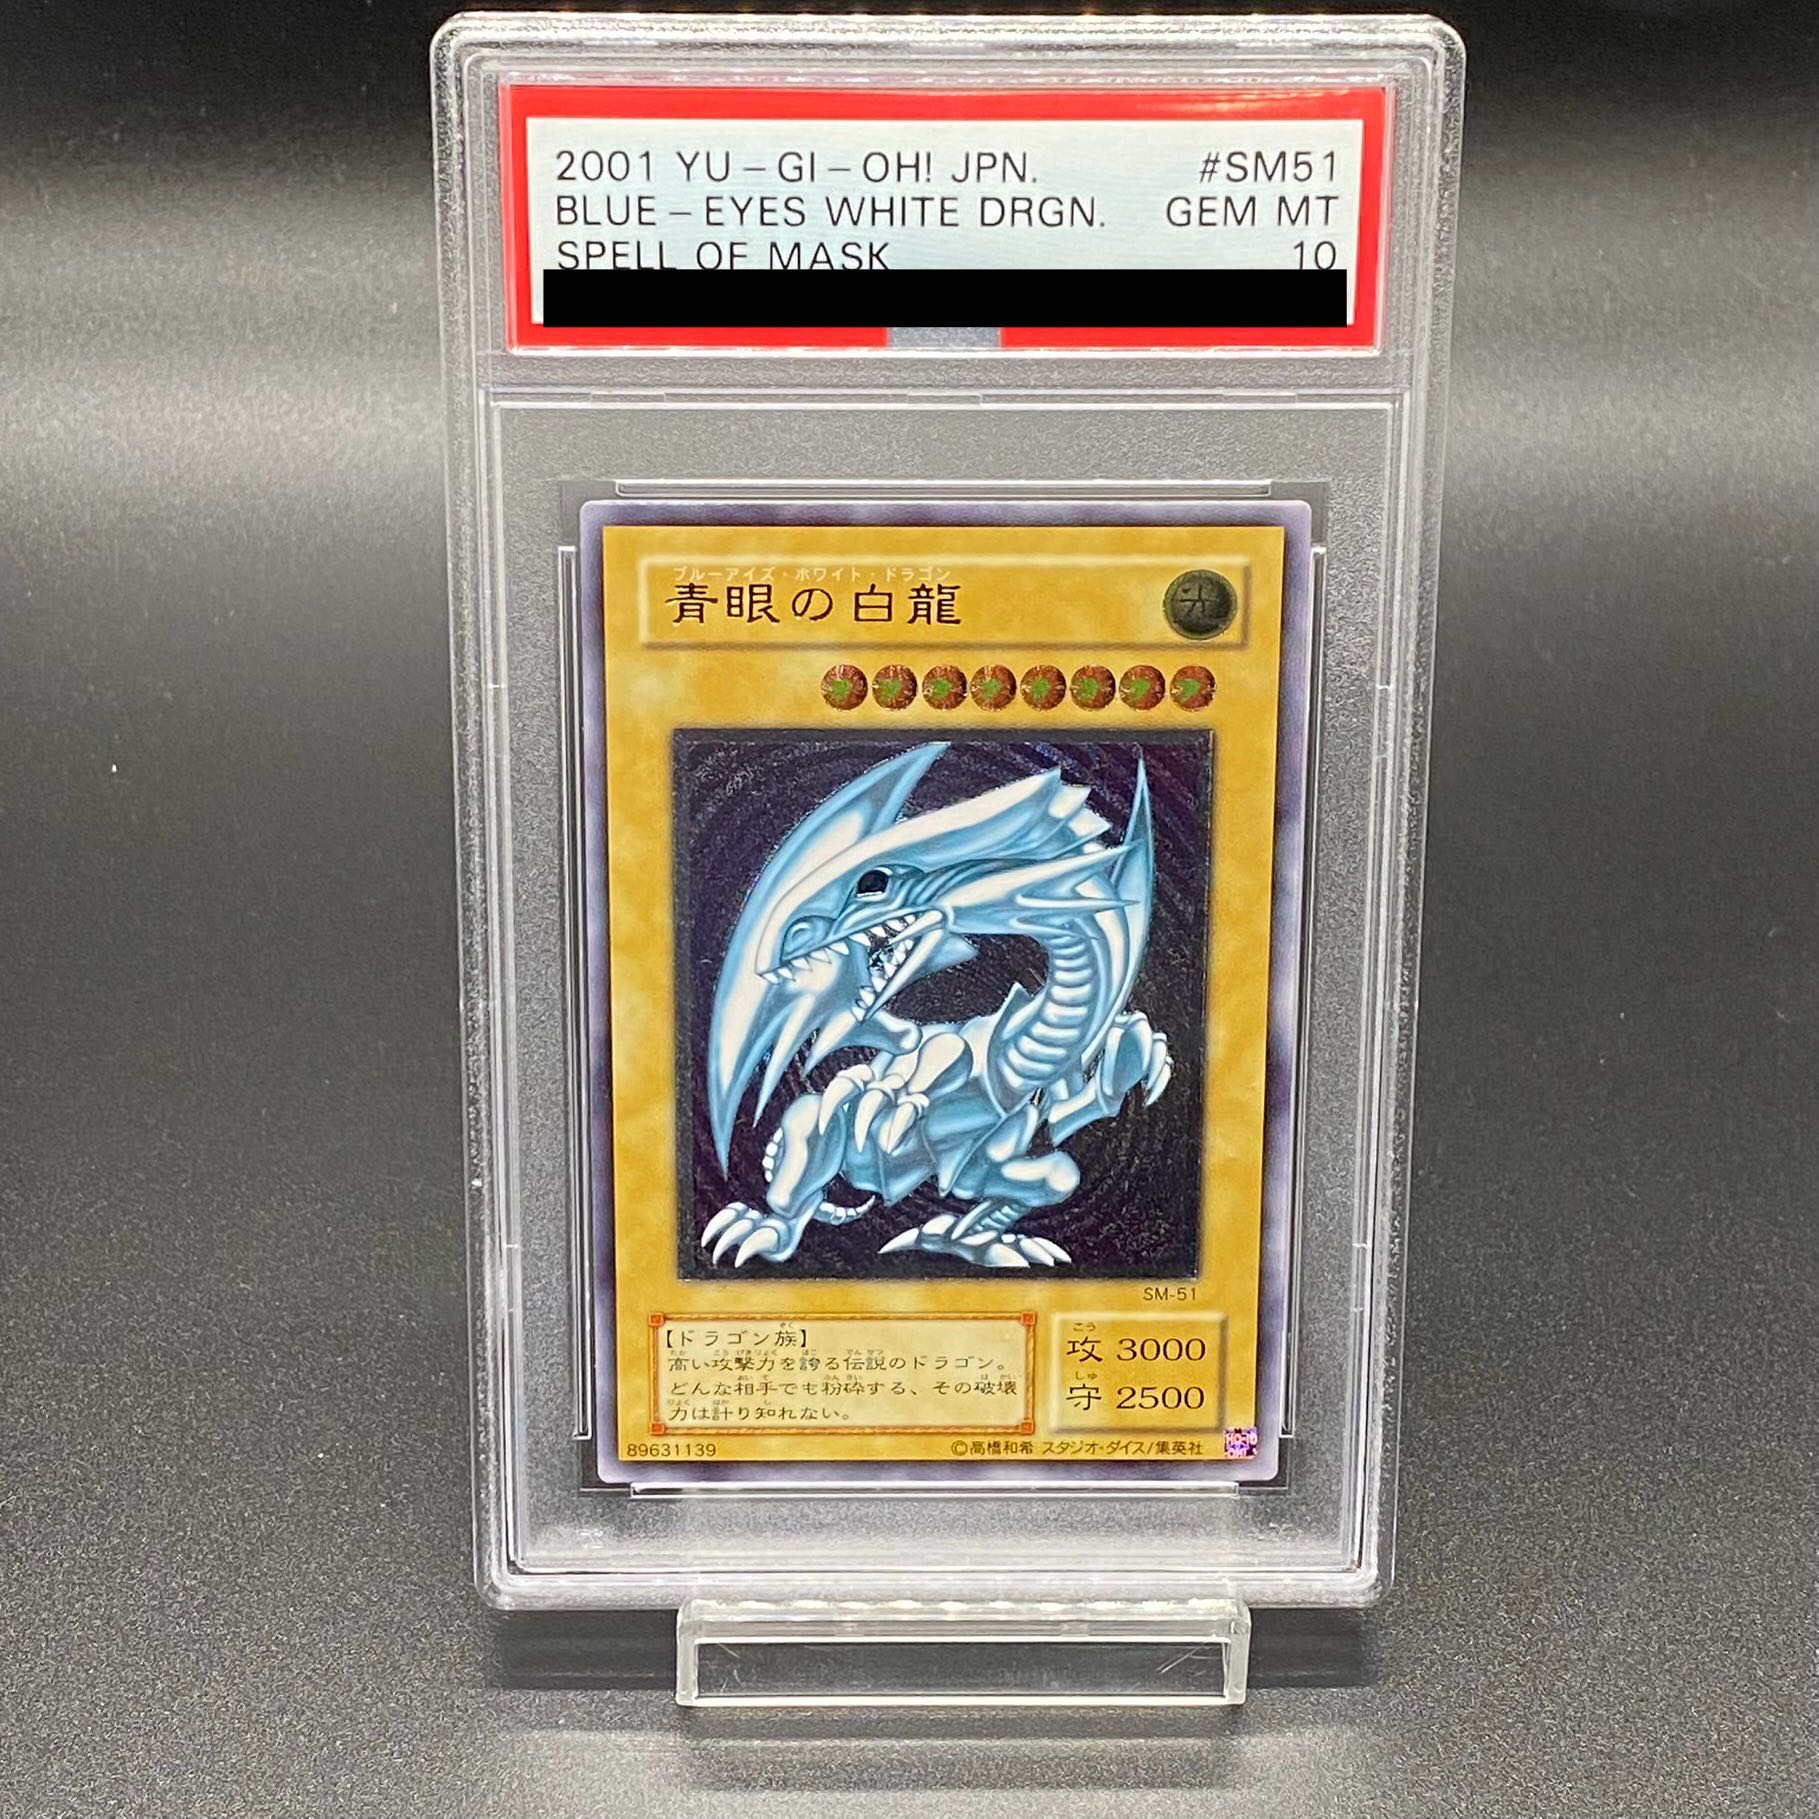 2001 YU-GI-OH! JPN. #SM51
BLUE-EYES WHITE DRGN. GEM MT
SPELL OF MASK 10
ブルーアイズ・ホワイト・ドラゴン
青眼の白龍
光
SM-51
【ドラゴン族】
高い攻撃力を誇る伝説のドラゴン。
どんな相手でも粉砕する、その破壊
力は計り知れない。
こう
攻 3000
しゅ
守 2500
89631139 ©高橋和希 スタジオ・ダイス/集英社